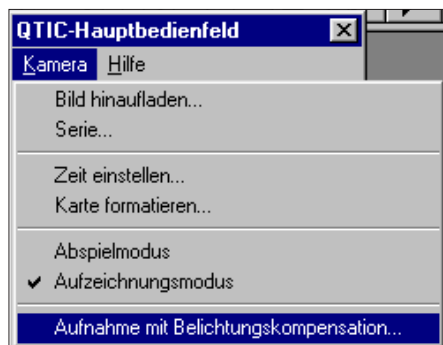 QTIC-Hauptbedienfeld
Kamera Hilfe
Bild hinaufladen...
Serie...
Zeit einstellen...
Karte formatieren...
Abspielmodus
Aufzeichnungsmodus
Aufnahme mit Belichtungskompensation...